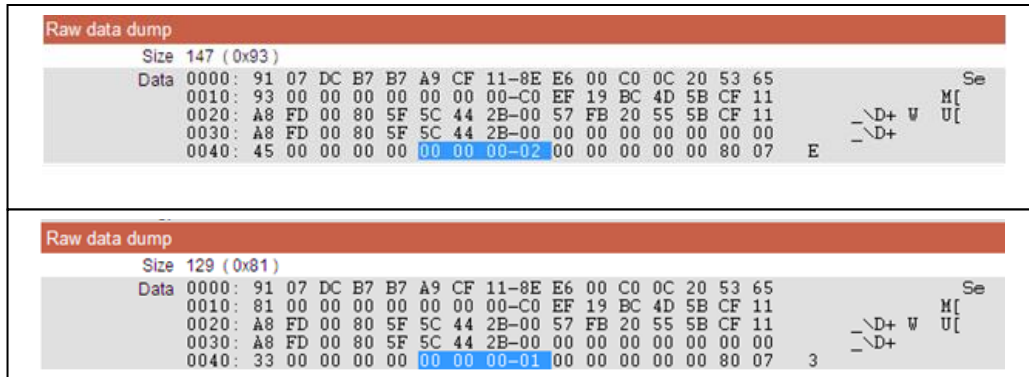 Raw data dump
Size 147 (0x93)
Data 0000: 91 07 DC B7 B7 A9 CF 11-8E E6 00 C0 0C 20 53 65 Se
0010: 93 00 00 00 00 00 00 00-C0 EF 19 BC 4D 5B CF 11 M[
0020: A8 FD 00 80 5F 5C 44 2B-00 57 FB 20 55 5B CF 11 _\D+ W U[
0030: A8 FD 00 80 5F 5C 44 2B-00 00 00 00 00 00 00 00 _\D+
0040: 45 00 00 00 00 00 00 00-02 00 00 00 00 00 80 07 E
Raw data dump
Size 129 (0x81)
Data 0000: 91 07 DC B7 B7 A9 CF 11-8E E6 00 C0 0C 20 53 65 Se
0010: 81 00 00 00 00 00 00 00-C0 EF 19 BC 4D 5B CF 11 M[
0020: A8 FD 00 80 5F 5C 44 2B-00 57 FB 20 55 5B CF 11 _\D+ W U[
0030: A8 FD 00 80 5F 5C 44 2B-00 00 00 00 00 00 00 00 _\D+
0040: 33 00 00 00 00 00 00 00-01 00 00 00 00 00 80 07 3